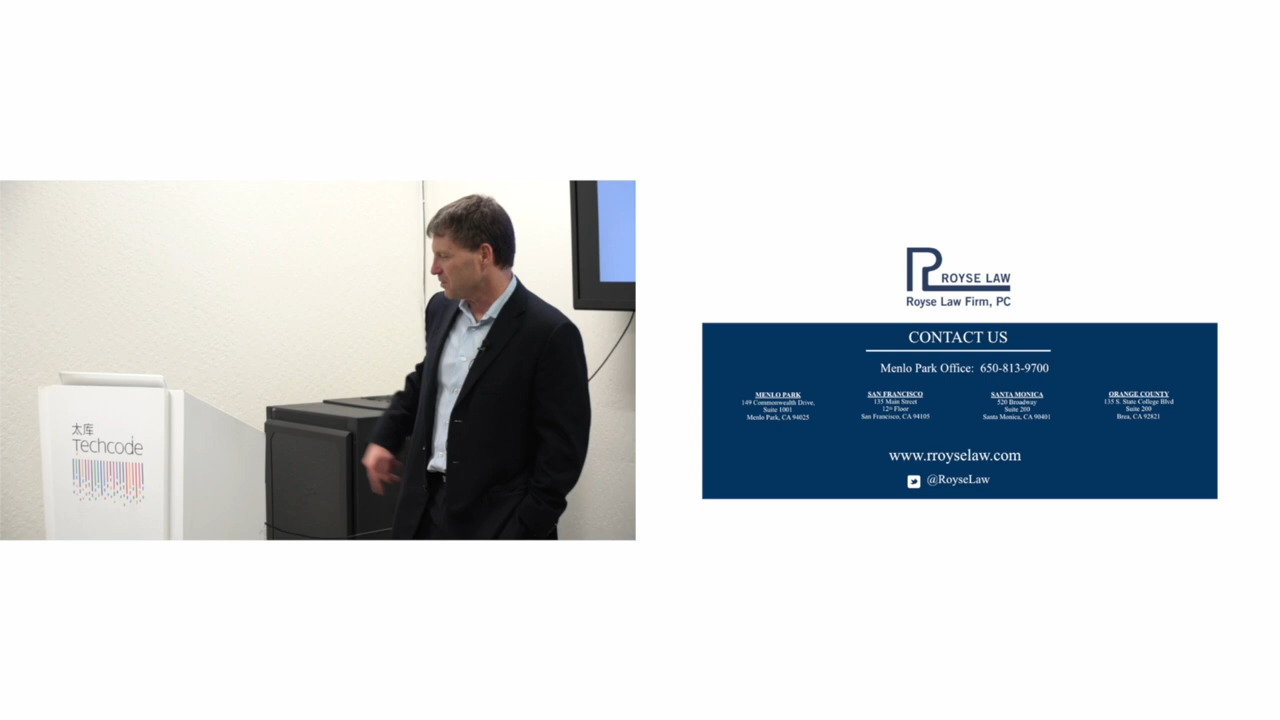 太库
Techcode
ROYSE LAW
Royse Law Firm, PC
CONTACT US
Menlo Park Office: 650-813-9700
MENLO PARK
149 Commonwealth Drive,
Suite 1001
Menlo Park, CA 94025
SAN FRANCISCO
135 Main Street
12th Floor
San Francisco, CA 94105
SANTA MONICA
520 Broadway
Suite 200
Santa Monica, CA 90401
ORANGE COUNTY
135 S. State College Blvd
Suite 200
Brea, CA 92821
www.rroyselaw.com
@RoyseLaw